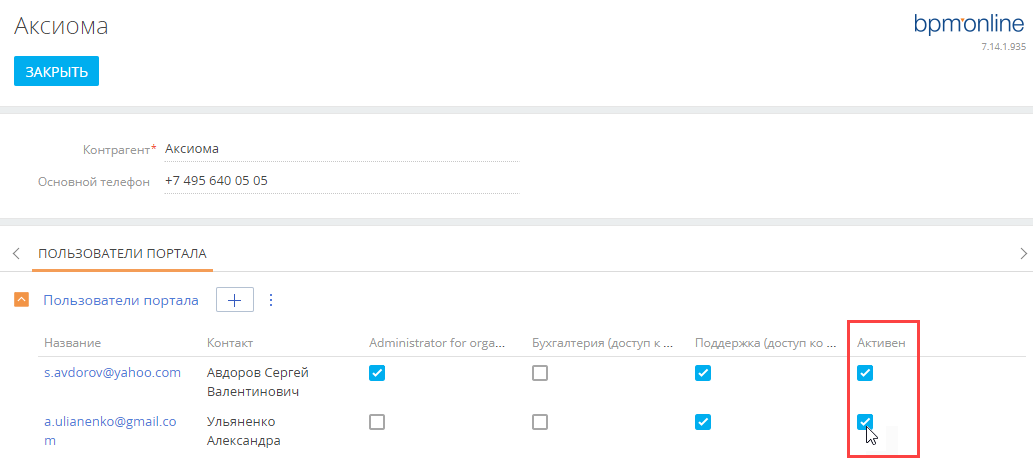 Аксиома
bpm'online
7.14.1.935
ЗАКРЫТЬ
Контрагент* Аксиома
Основной телефон +7 495 640 05 05
ПОЛЬЗОВАТЕЛИ ПОРТАЛА
Пользователи портала
Название Контакт Administrator for orga... Бухгалтерия (доступ к ... Поддержка (доступ ко ... Активен
s.avdorov@yahoo.com Авдоров Сергей
Валентинович
a.ulianenko@gmail.co Ульяненко
m Александра